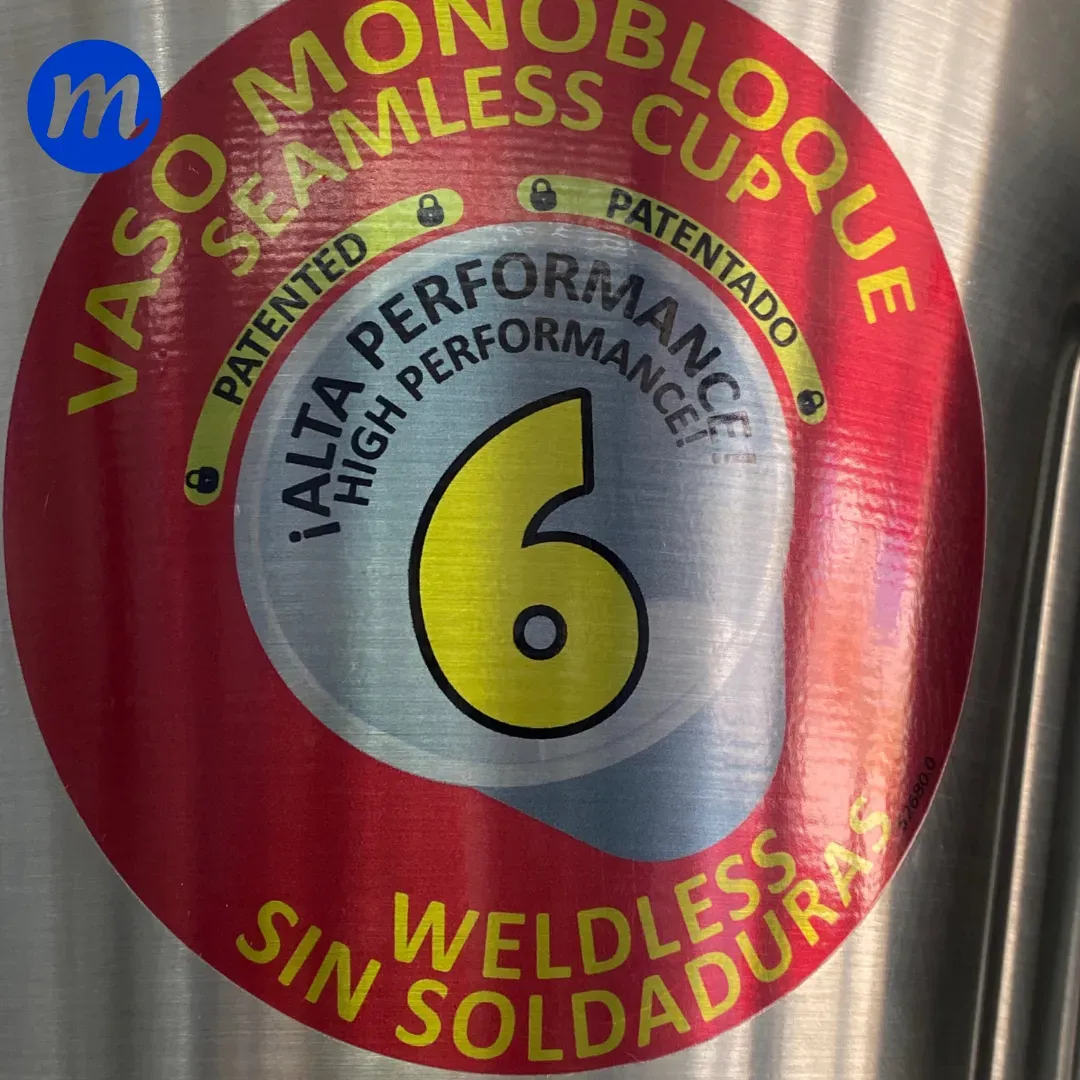 m
VASO MONOBLOQUE
SEAMLESS CUP
PATENTED
PATENTADO
¡ALTA PERFORMANCE!
HIGH PERFORMANCE!
6
WELDLESS
SIN SOLDADURAS